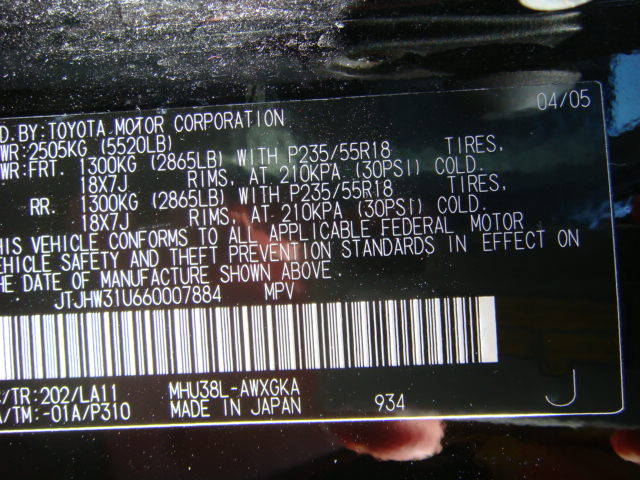 04/05
D. BY: TOYOTA MOTOR CORPORATION
WR: 2505KG (5520LB)
WR: FRT. 1300KG (2865LB) WITH P235/55R18 TIRES,
18X7J RIMS, AT 210KPA (30PSI) COLD.
RR. 1300KG (2865LB) WITH P235/55R18 TIRES,
18X7J RIMS, AT 210KPA (30PSI) COLD.
HIS VEHICLE CONFORMS TO ALL APPLICABLE FEDERAL MOTOR
EHICLE SAFETY AND THEFT PREVENTION STANDARDS IN EFFECT ON
HE DATE OF MANUFACTURE SHOWN ABOVE
JTJHW31U660007884 MPV
/TR: 202/LA11 MHU38L-AWXGKA J
A/TM: -01A/P310 MADE IN JAPAN 934